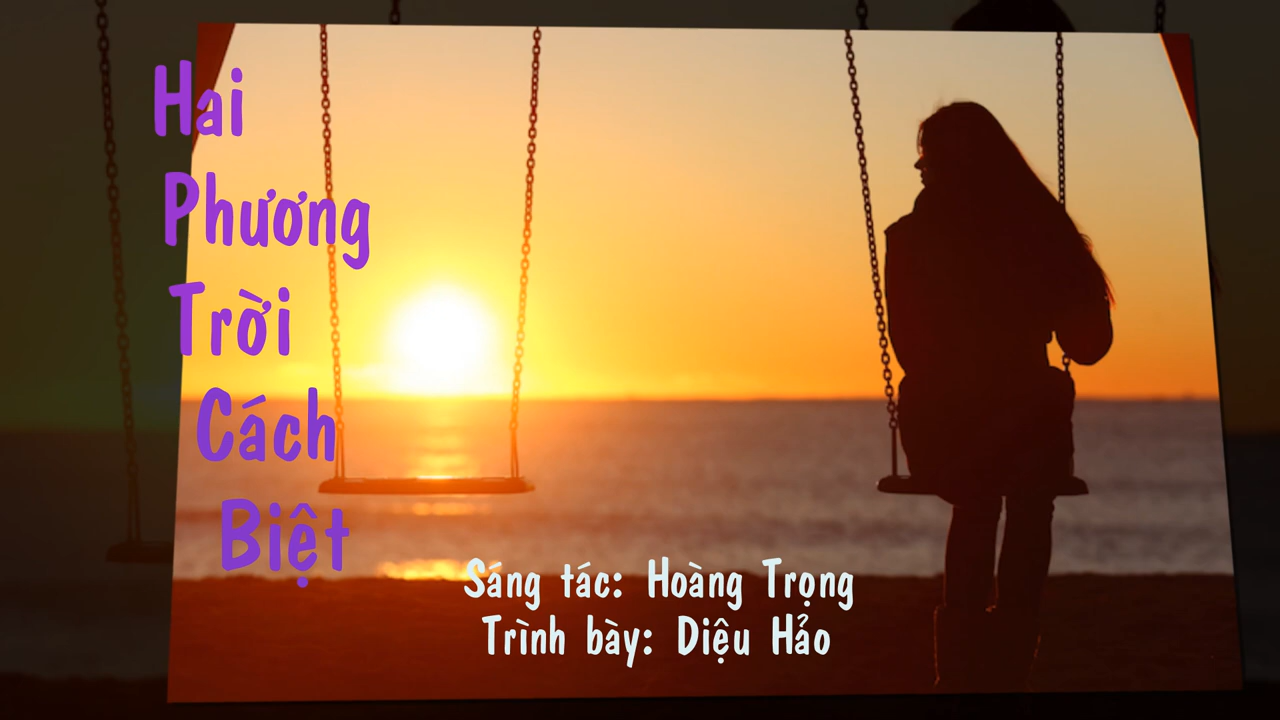 Hai
Phương
Trời
Cách
Biệt
Sáng tác: Hoàng Trọng
Trình bày: Diệu Hảo